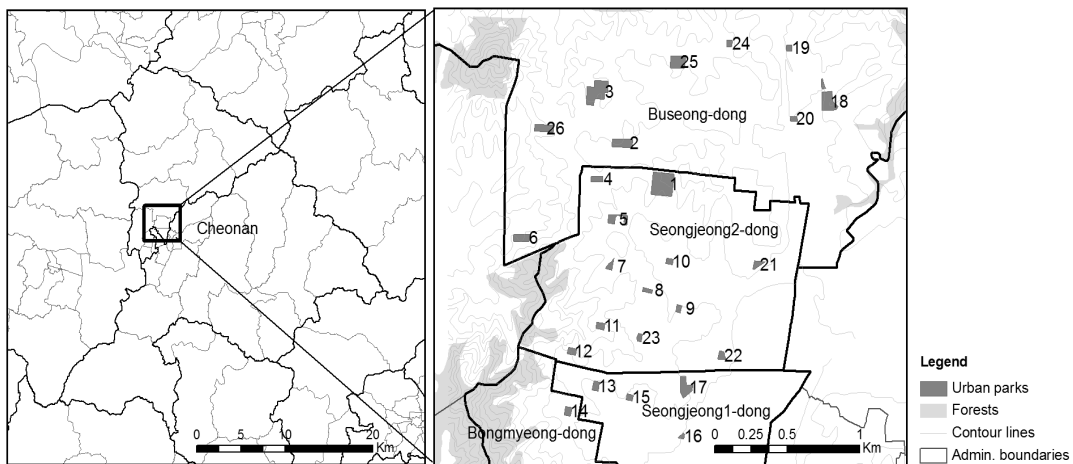 Cheonan
0 5 10 20
Km
24
19
25
3
18
Buseong-dong
20
26
2
4
1
5
Seongjeong2-dong
6
7
10
21
8
9
11
23
12
22
13
15
17
Seongjeong1-dong
14
Bongmyeong-dong
16
0 0.25 0.5 1
Km
Legend
Urban parks
Forests
Contour lines
Admin. boundaries